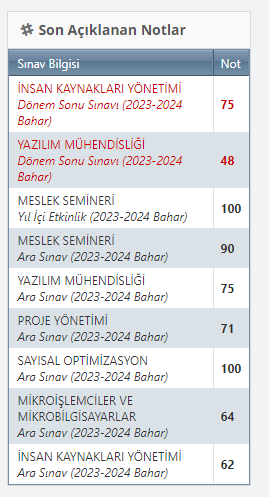 Son Açıklanan Notlar
Sınav Bilgisi Not
İNSAN KAYNAKLARI YÖNETİMİ
Dönem Sonu Sınavı (2023-2024
Bahar)
75
YAZILIM MÜHENDİSLİĞİ
Dönem Sonu Sınavı (2023-2024
Bahar)
48
MESLEK SEMİNERİ
Yıl İçi Etkinlik (2023-2024 Bahar)
100
MESLEK SEMİNERİ
Ara Sınav (2023-2024 Bahar)
90
YAZILIM MÜHENDİSLİĞİ
Ara Sınav (2023-2024 Bahar)
75
PROJE YÖNETİMİ
Ara Sınav (2023-2024 Bahar)
71
SAYISAL OPTİMİZASYON
Ara Sınav (2023-2024 Bahar)
100
MİKROİŞLEMCİLER VE
MİKROBİLGİSAYARLAR
Ara Sınav (2023-2024 Bahar)
64
İNSAN KAYNAKLARI YÖNETİMİ
Ara Sınav (2023-2024 Bahar)
62